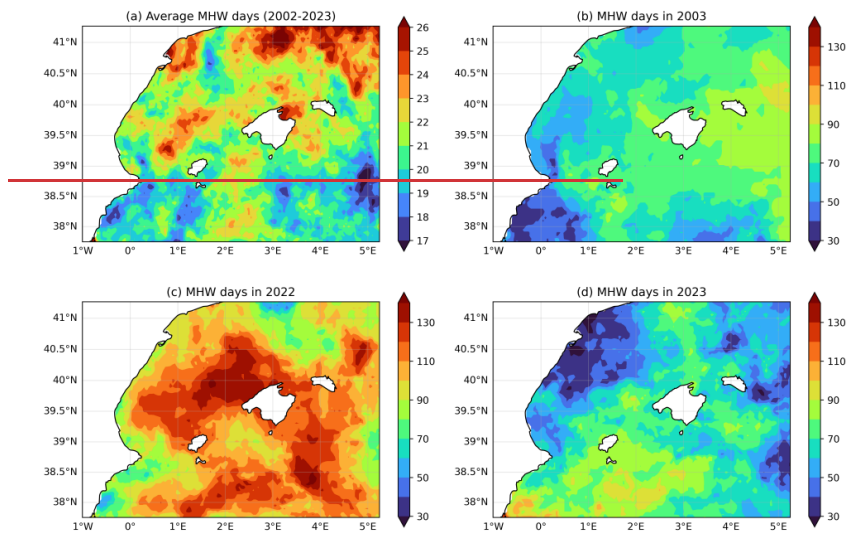 (a) Average MHW days (2002-2023)
(b) MHW days in 2003
41°N
40.5°N
40°N
39.5°N
39°N
38.5°N
38°N
1°W
0°
1°E
2°E
3°E
4°E
5°E
26
25
24
23
22
21
20
19
18
17
41°N
40.5°N
40°N
39.5°N
39°N
38.5°N
38°N
1°W
0°
1°E
2°E
3°E
4°E
5°E
130
110
90
70
50
30
(c) MHW days in 2022
(d) MHW days in 2023
41°N
40.5°N
40°N
39.5°N
39°N
38.5°N
38°N
1°W
0°
1°E
2°E
3°E
4°E
5°E
130
110
90
70
50
30
41°N
40.5°N
40°N
39.5°N
39°N
38.5°N
38°N
1°W
0°
1°E
2°E
3°E
4°E
5°E
130
110
90
70
50
30